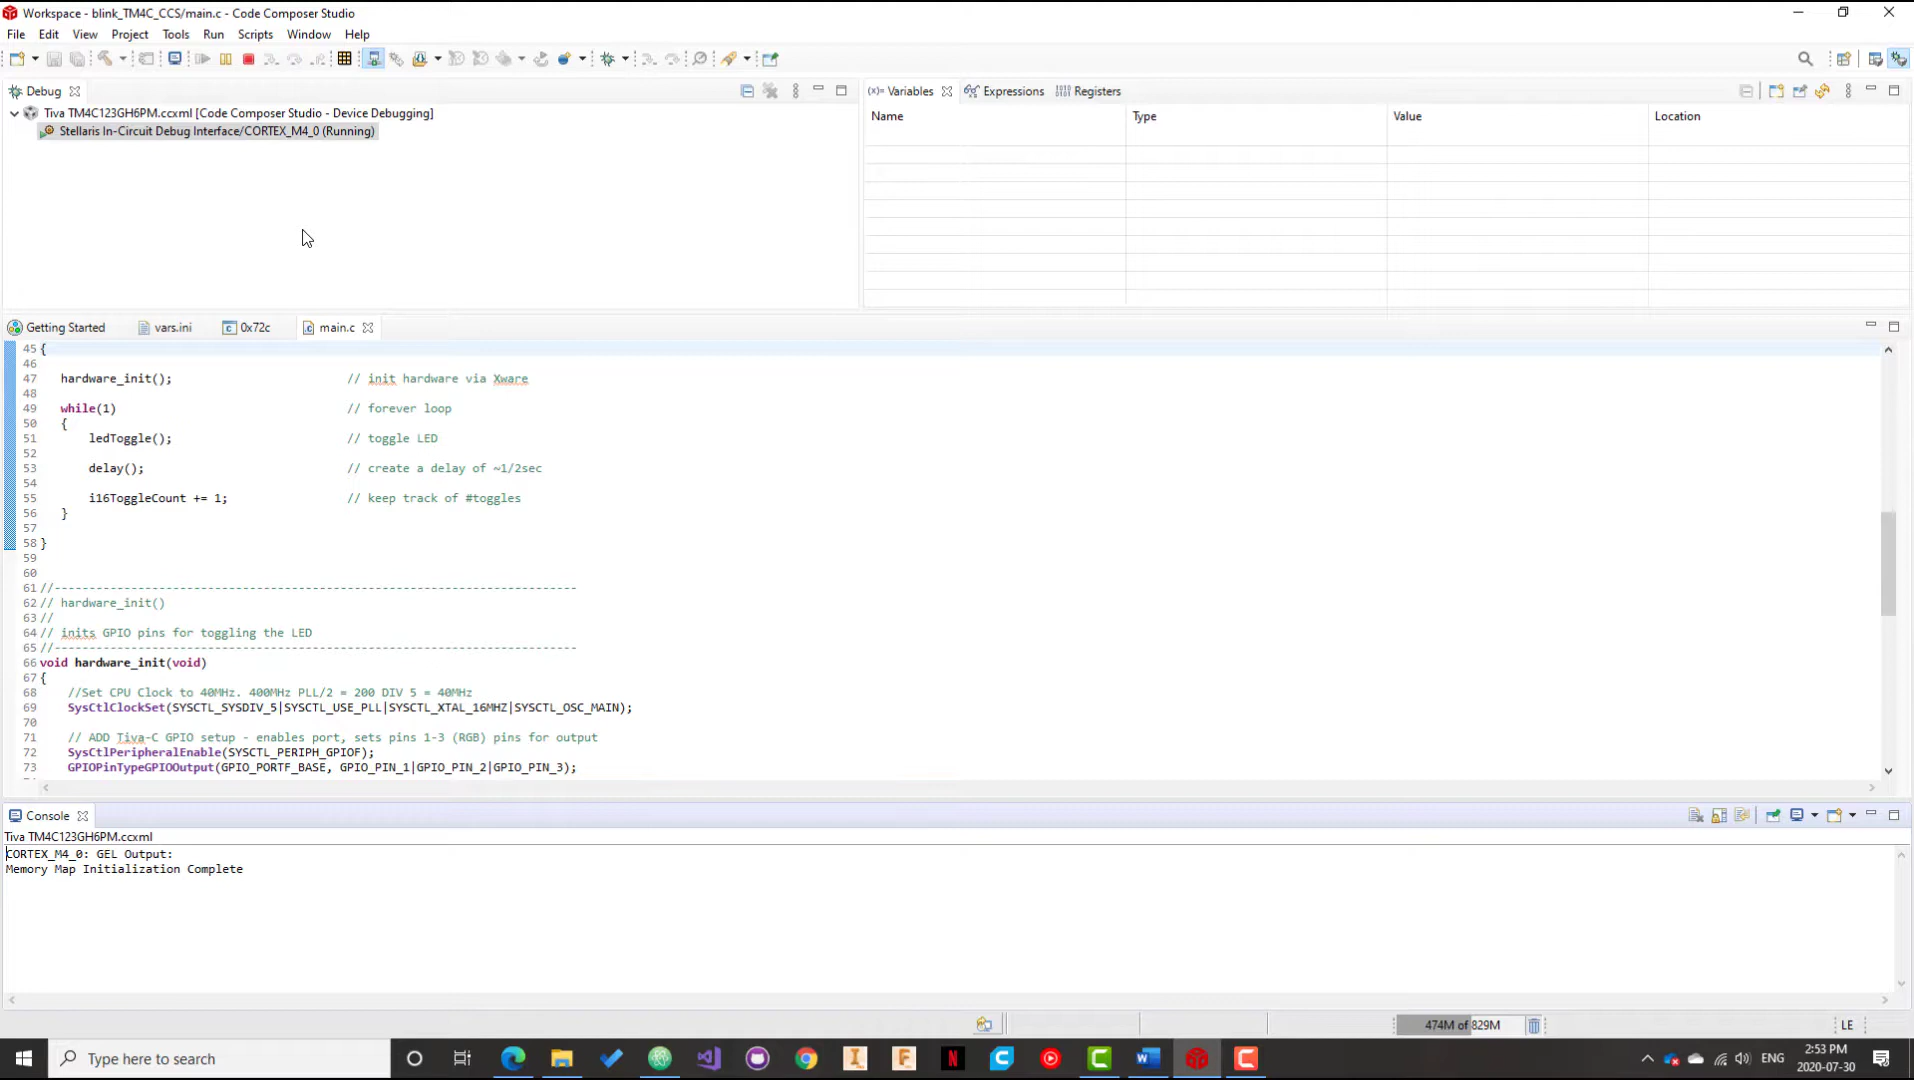 Workspace - blink_TM4C_CCS/main.c - Code Composer Studio
File Edit View Project Tools Run Scripts Window Help
Debug
Variables Expressions Registers
Tiva TM4C123GH6PM.ccxml [Code Composer Studio - Device Debugging]
Stellaris In-Circuit Debug Interface/CORTEX_M4_0 (Running)
Name Type Value Location
Getting Started vars.ini 0x72c main.c
45 {
46
47 hardware_init(); // init hardware via Xware
48
49 while(1) // forever loop
50 {
51 ledToggle(); // toggle LED
52
53 delay(); // create a delay of ~1/2sec
54
55 i16ToggleCount += 1; // keep track of #toggles
56 }
57
58 }
59
60
61 //---------------------------------------------------------------------------
62 // hardware_init()
63 //
64 // inits GPIO pins for toggling the LED
65 //---------------------------------------------------------------------------
66 void hardware_init(void)
67 {
68 //Set CPU Clock to 40MHz. 400MHz PLL/2 = 200 DIV 5 = 40MHz
69 SysCtlClockSet(SYSCTL_SYSDIV_5|SYSCTL_USE_PLL|SYSCTL_XTAL_16MHZ|SYSCTL_OSC_MAIN);
70
71 // ADD Tiva-C GPIO setup - enables port, sets pins 1-3 (RGB) pins for output
72 SysCtlPeripheralEnable(SYSCTL_PERIPH_GPIOF);
73 GPIOPinTypeGPIOOutput(GPIO_PORTF_BASE, GPIO_PIN_1|GPIO_PIN_2|GPIO_PIN_3);
Console
Tiva TM4C123GH6PM.ccxml
CORTEX_M4_0: GEL Output:
Memory Map Initialization Complete
474M of 829M
LE
Type here to search
ENG
2:53 PM
2020-07-30